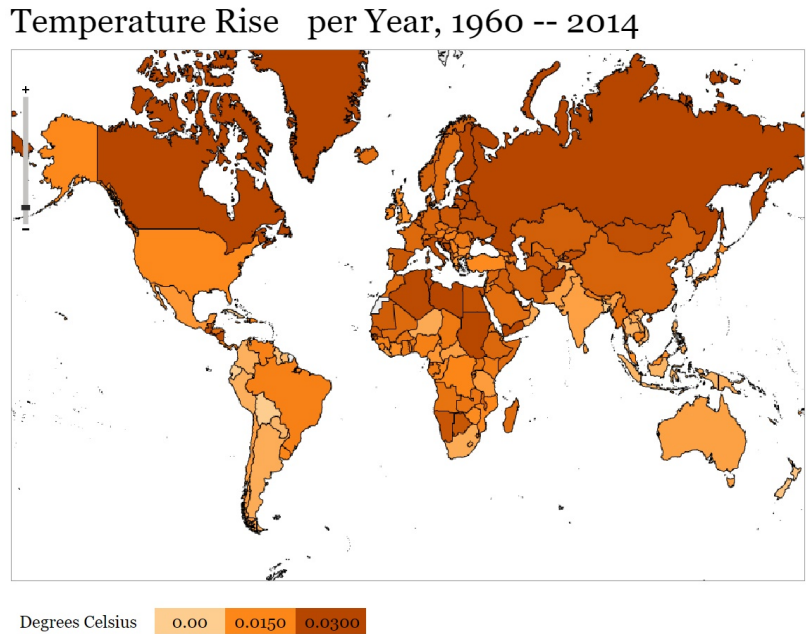 Temperature Rise per Year, 1960 -- 2014
+
-
Degrees Celsius 0.00 0.0150 0.0300